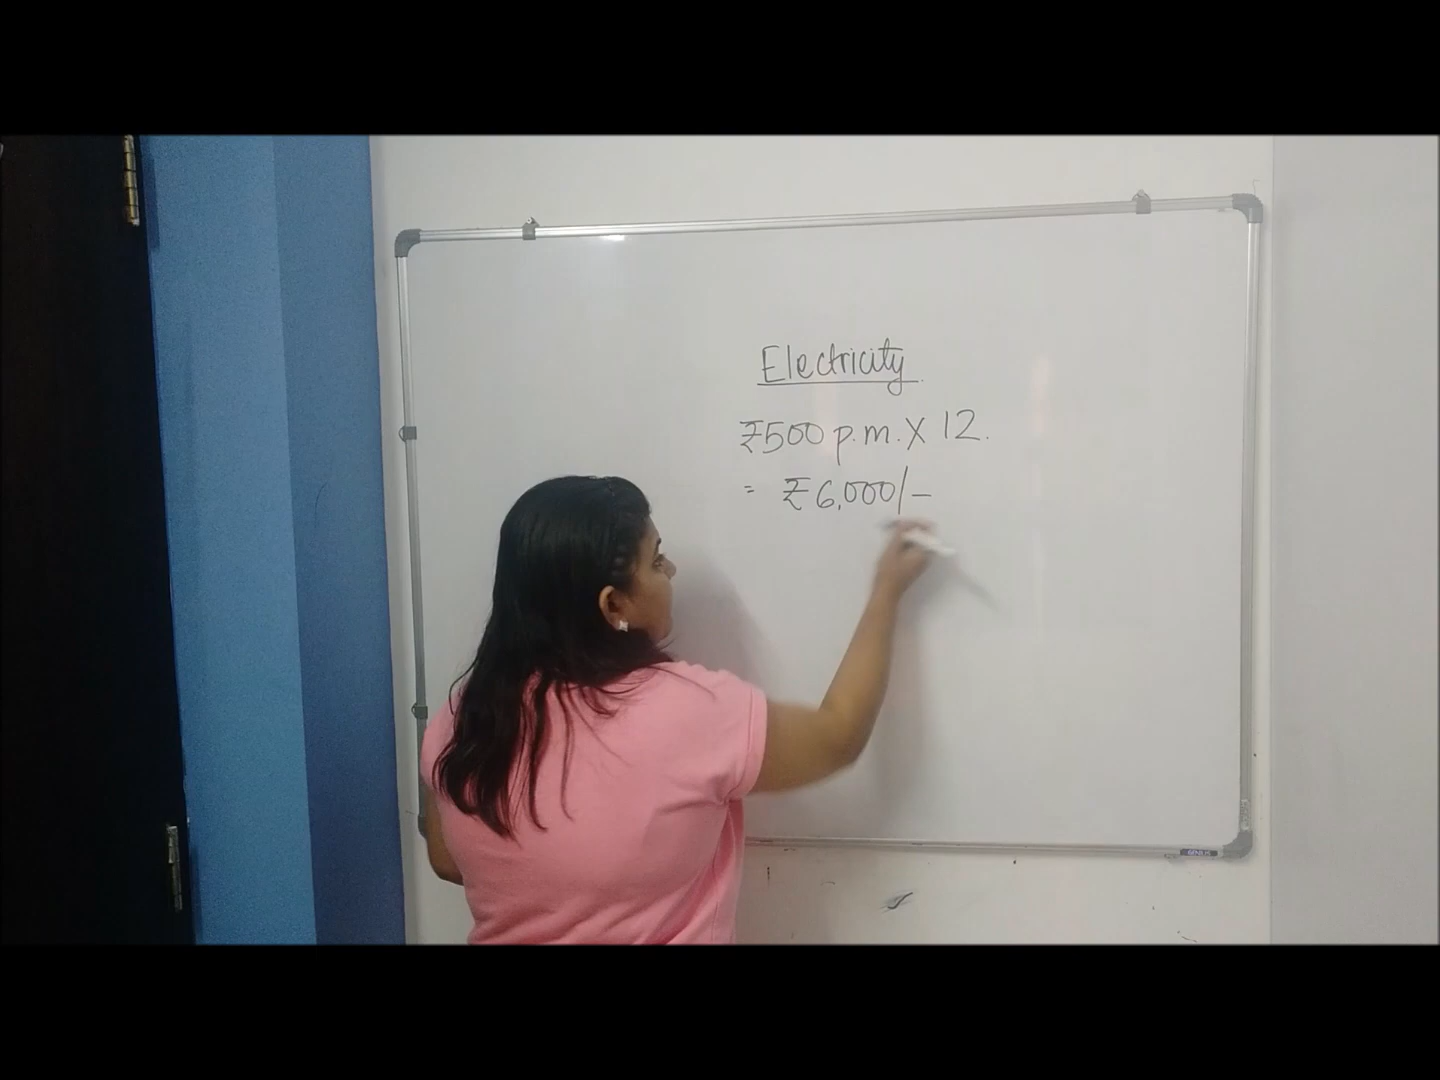 Electricity
₹500 p.m. X 12.
= ₹6,000/-